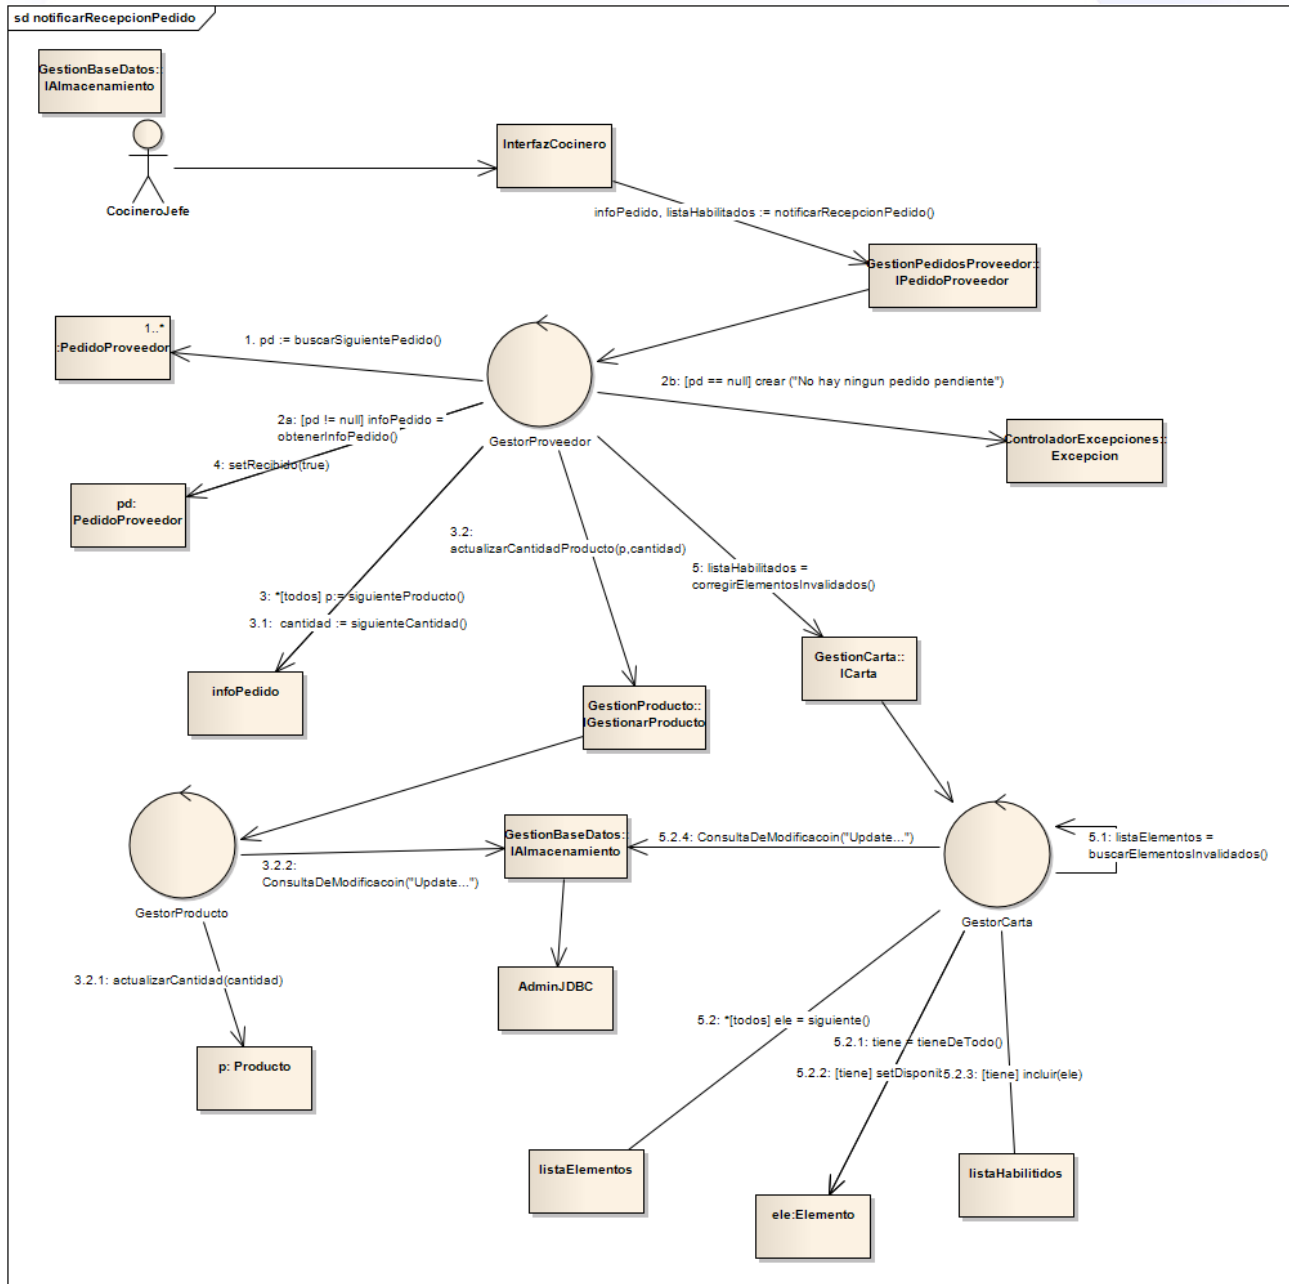 sd notificarRecepcionPedido
GestionBaseDatos::
IAlmacenamiento
CocineroJefe
InterfazCocinero
infoPedido, listaHabilitados := notificarRecepcionPedido()
GestionPedidosProveedor::
IPedidoProveedor
1..*
:PedidoProveedor
1. pd := buscarSiguientePedido()
GestorProveedor
2b: [pd == null] crear ("No hay ningun pedido pendiente")
ControladorExcepciones::
Excepcion
2a: [pd != null] infoPedido =
obtenerInfoPedido()
4: setRecibido(true)
pd:
PedidoProveedor
3.2:
actualizarCantidadProducto(p,cantidad)
5: listaHabilitados =
corregirElementosInvalidados()
3: *[todos] p:= siguienteProducto()
3.1: cantidad := siguienteCantidad()
infoPedido
GestionProducto::
IGestionarProducto
GestionCarta::
ICarta
GestorProducto
3.2.2:
ConsultaDeModificacoin("Update...")
GestionBaseDatos::
IAlmacenamiento
5.2.4: ConsultaDeModificacoin("Update...")
5.1: listaElementos =
buscarElementosInvalidados()
GestorCarta
3.2.1: actualizarCantidad(cantidad)
AdminJDBC
p: Producto
5.2: *[todos] ele = siguiente()
5.2.1: tiene = tieneDeTodo()
5.2.2: [tiene] setDisponi
5.2.3: [tiene] incluir(ele)
listaElementos
ele:Elemento
listaHabilitidos